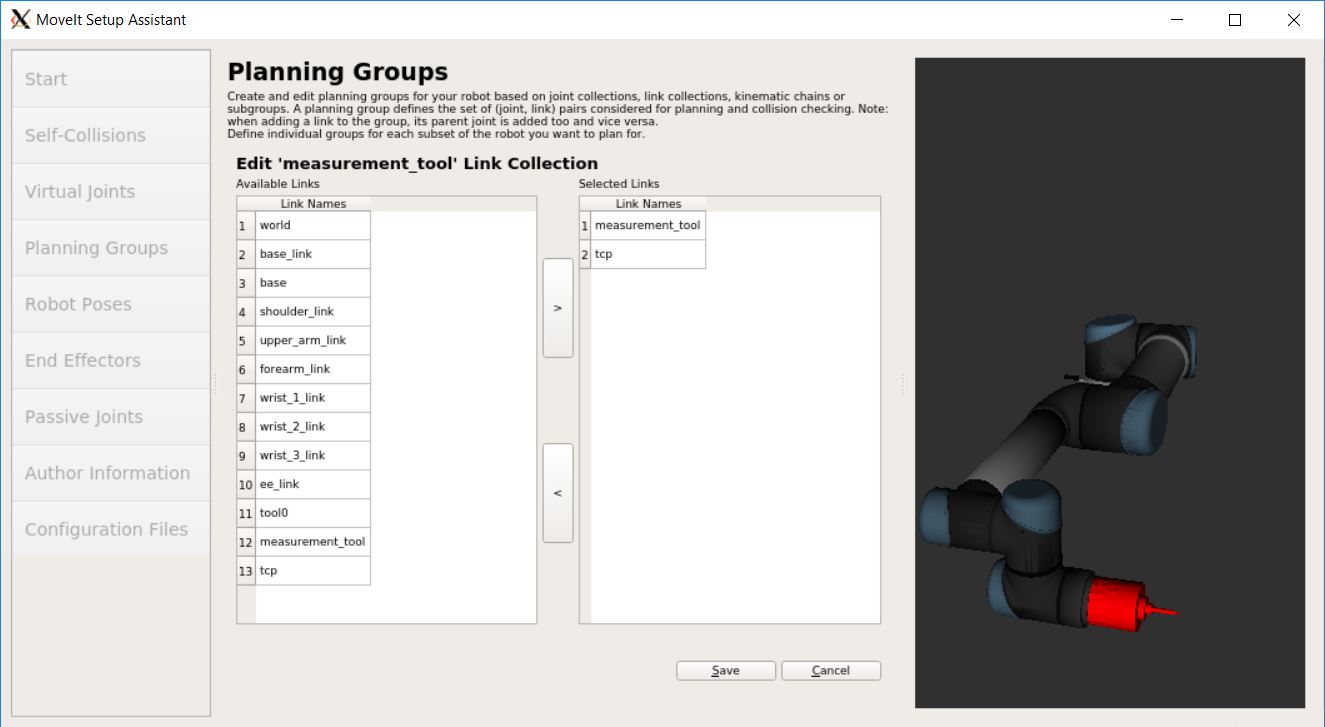 MoveIt Setup Assistant
Start
Self-Collisions
Virtual Joints
Planning Groups
Robot Poses
End Effectors
Passive Joints
Author Information
Configuration Files
Planning Groups
Create and edit planning groups for your robot based on joint collections, link collections, kinematic chains or
subgroups. A planning group defines the set of (joint, link) pairs considered for planning and collision checking. Note:
when adding a link to the group, its parent joint is added too and vice versa.
Define individual groups for each subset of the robot you want to plan for.
Edit 'measurement_tool' Link Collection
Available Links
Link Names
1 world
2 base_link
3 base
4 shoulder_link
5 upper_arm_link
6 forearm_link
7 wrist_1_link
8 wrist_2_link
9 wrist_3_link
10 ee_link
11 tool0
12 measurement_tool
13 tcp
>
<
Selected Links
Link Names
1 measurement_tool
2 tcp
Save
Cancel